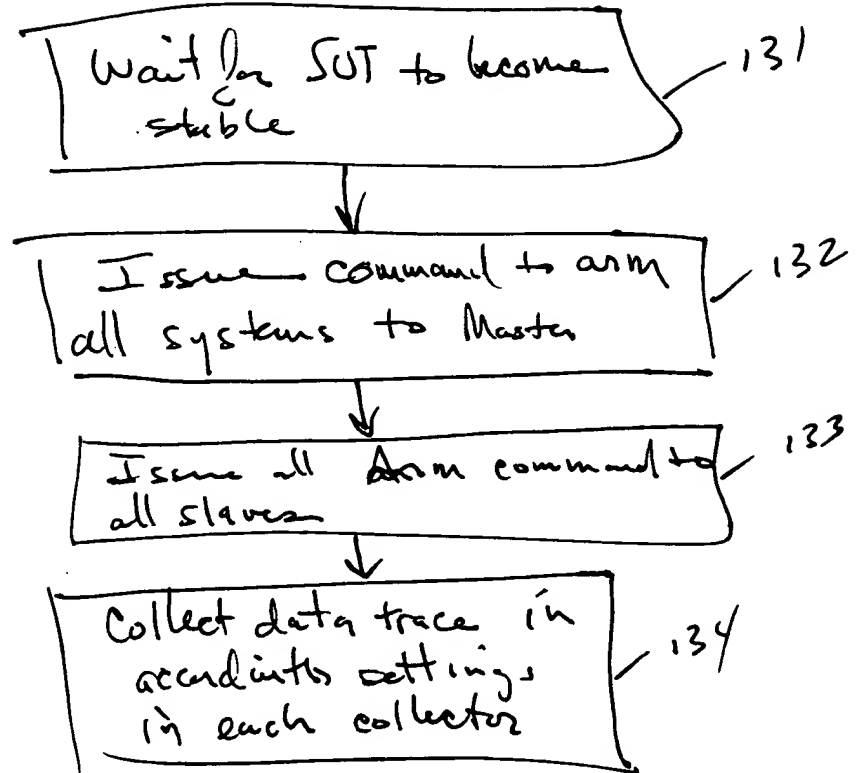 Wait for SUT to become
stable
131
Issue command to arm
all systems to Master
132
Issue all Arm command to
all slaves
133
Collect data trace in
settings
in each collector
134